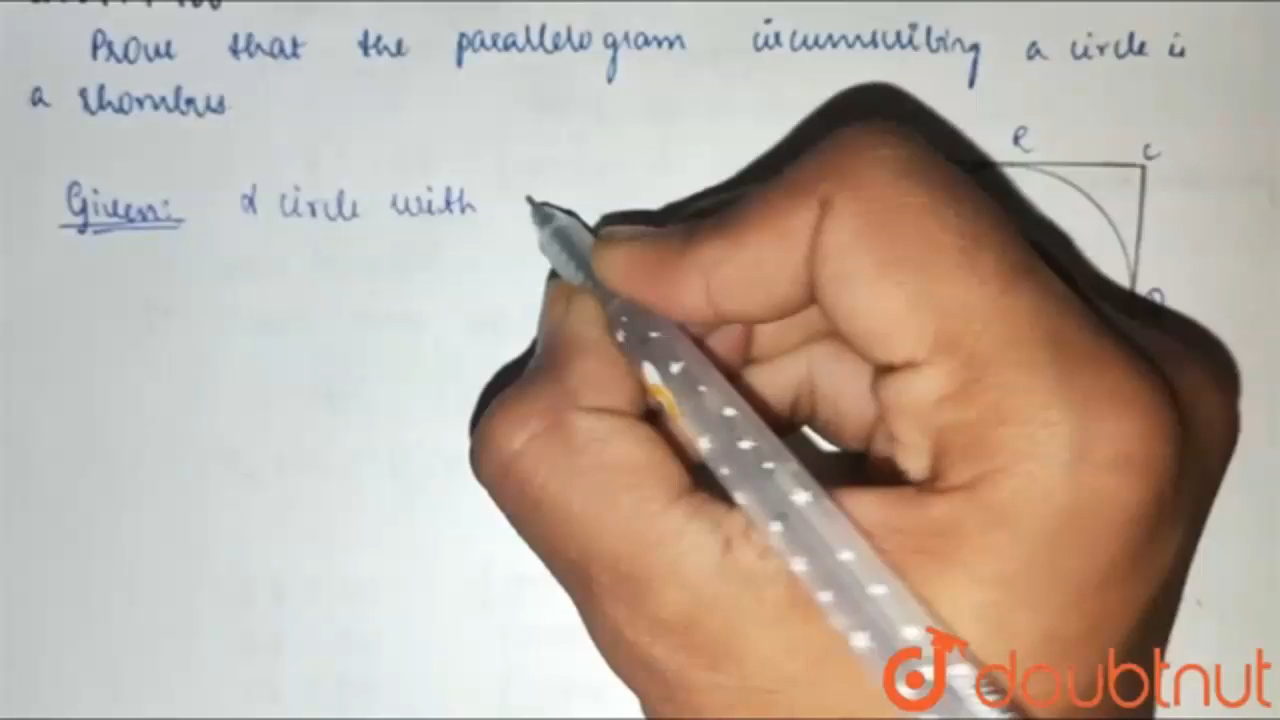 Prove that the parallelogram circumscribing a circle is
a rhombus
Given: A circle with
R
C
doubtnut